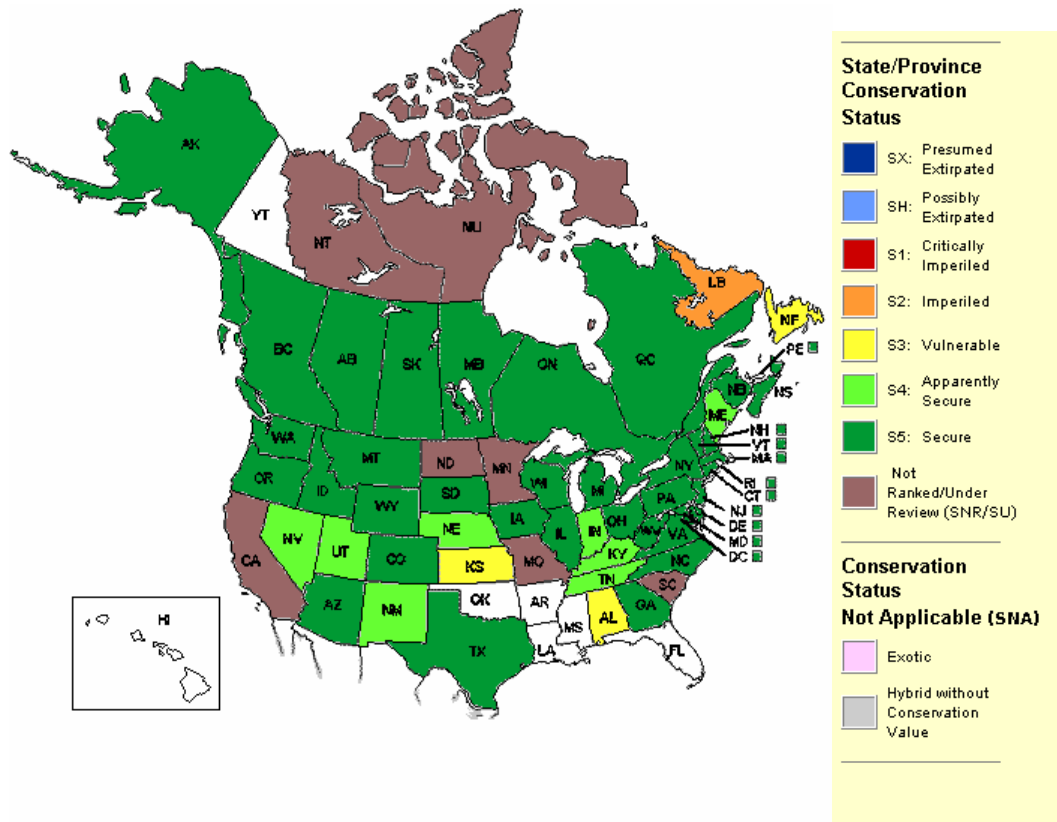 AK
YT
NT
NU
LB
NF
BC
AB
SK
MB
ON
QC
PE
NB
NS
ME
WA
MT
ND
MN
NH
VT
MA
OR
ID
WY
SD
WI
MI
NY
RI
CT
NJ
DE
MD
DC
PA
IA
NE
IL
IN
OH
WV
VA
NV
UT
CO
KS
MO
KY
NC
CA
AZ
NM
OK
AR
TN
SC
TX
LA
MS
AL
GA
FL
HI
State/Province
Conservation
Status
SX: Presumed
Extirpated
SH: Possibly
Extirpated
S1: Critically
Imperiled
S2: Imperiled
S3: Vulnerable
S4: Apparently
Secure
S5: Secure
Not
Ranked/Under
Review (SNR/SU)
Conservation
Status
Not Applicable (SNA)
Exotic
Hybrid without
Conservation
Value